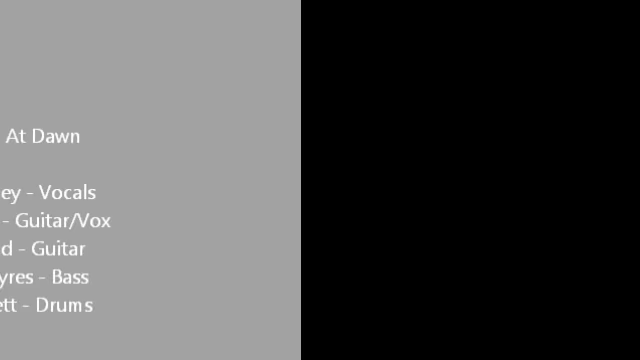 At Dawn
ey - Vocals
- Guitar/Vox
d - Guitar
yres - Bass
ett - Drums